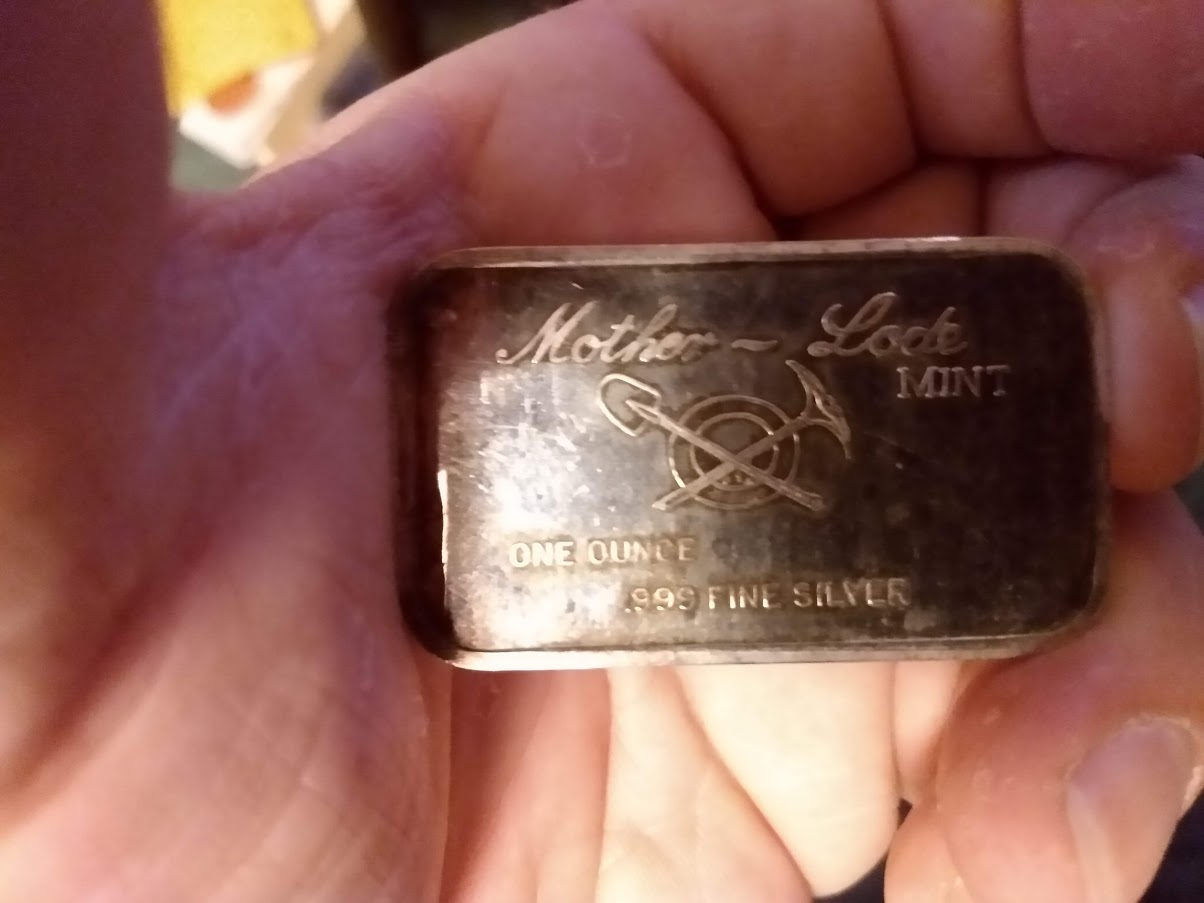 Mother ~ Lode
MINT
ONE OUNCE
.999 FINE SILVER